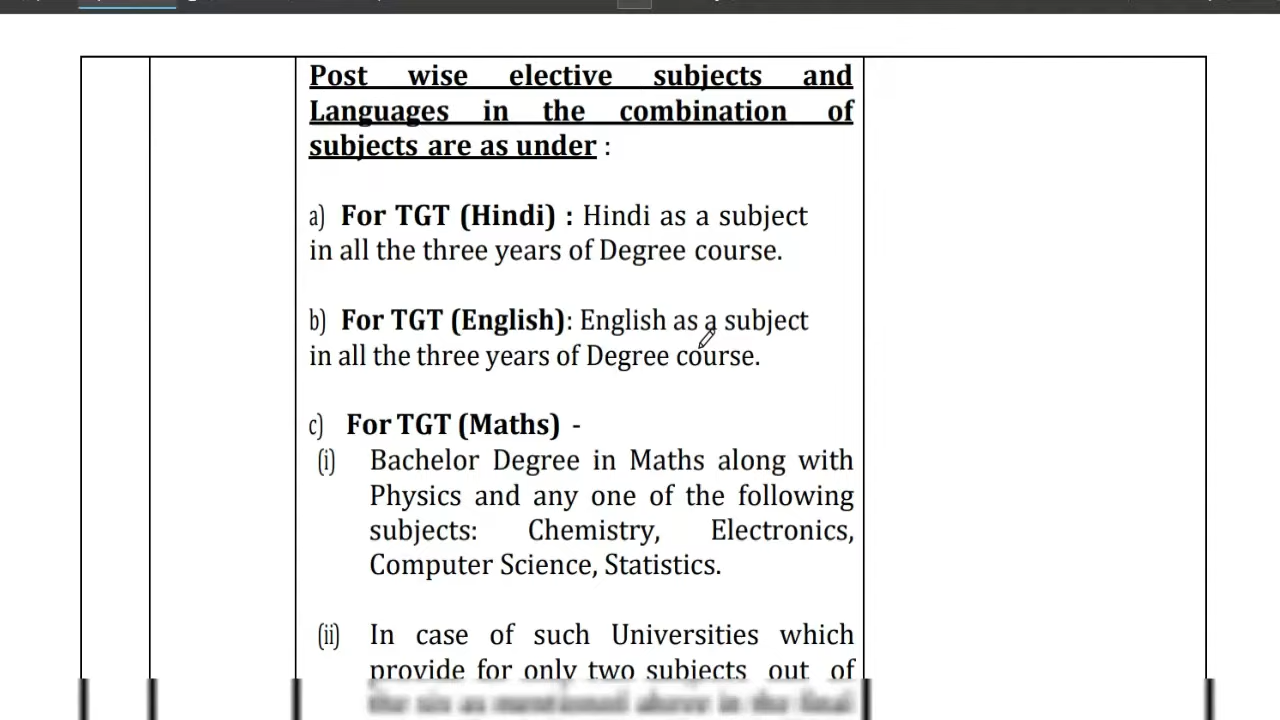 Post wise elective subjects and
Languages in the combination of
subjects are as under :
a) For TGT (Hindi) : Hindi as a subject
in all the three years of Degree course.
b) For TGT (English): English as a subject
in all the three years of Degree course.
c) For TGT (Maths) -
(i) Bachelor Degree in Maths along with
Physics and any one of the following
subjects: Chemistry, Electronics,
Computer Science, Statistics.
(ii) In case of such Universities which
provide for only two subjects out of